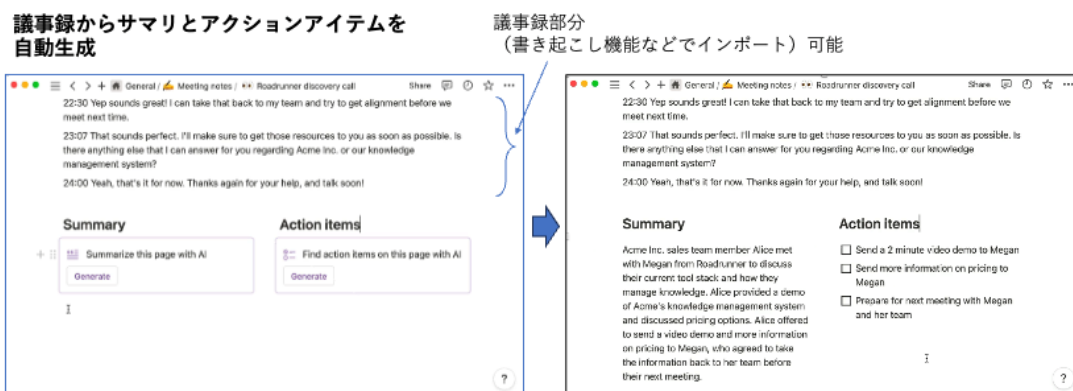 議事録からサマリとアクションアイテムを
自動生成
議事録部分
（書き起こし機能などでインポート）可能
General / Meeting notes / Roadrunner discovery call
Share
22:30 Yep sounds great! I can take that back to my team and try to get alignment before we
meet next time.
23:07 That sounds perfect. I'll make sure to get those resources to you as soon as possible. Is
there anything else that I can answer for you regarding Acme Inc. or our knowledge
management system?
24:00 Yeah, that's it for now. Thanks again for your help, and talk soon!
Summary
Summarize this page with AI
Generate
Action items
Find action items on this page with AI
Generate
?
General / Meeting notes / Roadrunner discovery call
Share
22:30 Yep sounds great! I can take that back to my team and try to get alignment before we
meet next time.
23:07 That sounds perfect. I'll make sure to get those resources to you as soon as possible. Is
there anything else that I can answer for you regarding Acme Inc. or our knowledge
management system?
24:00 Yeah, that's it for now. Thanks again for your help, and talk soon!
Summary
Acme Inc. sales team member Alice met
with Megan from Roadrunner to discuss
their current tool stack and how they
manage knowledge. Alice provided a demo
of Acme's knowledge management system
and discussed pricing options. Alice offered
to send a video demo and more information
on pricing to Megan, who agreed to take
the information back to her team before
their next meeting.
Action items
Send a 2 minute video demo to Megan
Send more information on pricing to
Megan
Prepare for next meeting with Megan
and her team
?